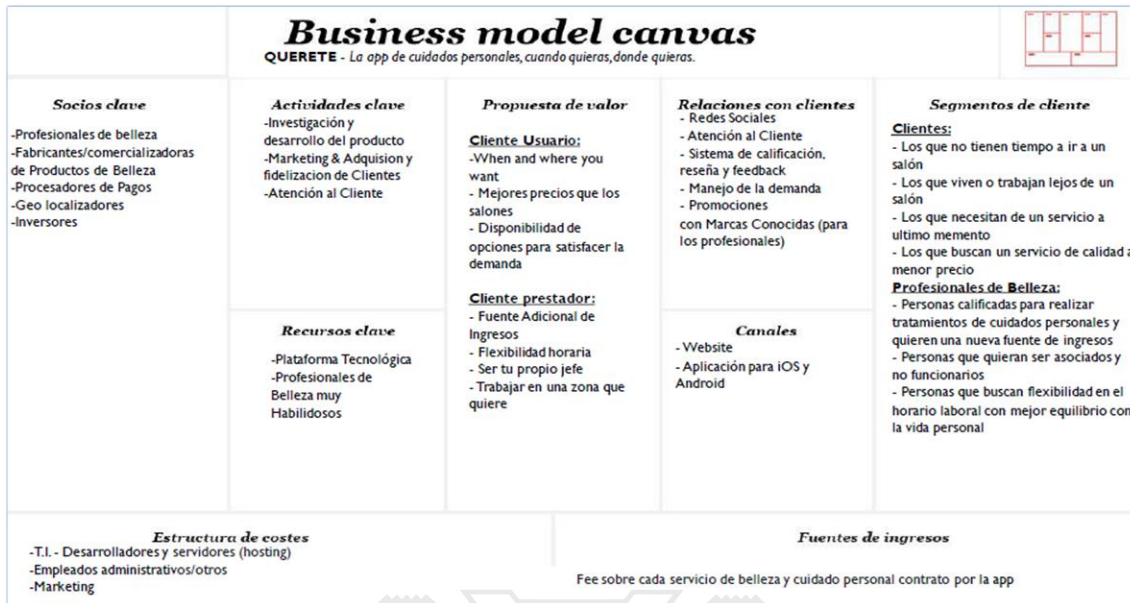 Business model canvas
QUERETE - La app de cuidados personales, cuando quieras, donde quieras.
Socios clave
-Profesionales de belleza
-Fabricantes/comercializadoras
de Productos de Belleza
-Procesadores de Pagos
-Geo localizadores
-Inversores
Actividades clave
-Investigación y
desarrollo del producto
-Marketing & Adquision y
fidelizacion de Clientes
-Atención al Cliente
Recursos clave
-Plataforma Tecnológica
-Profesionales de
Belleza muy
Habilidosos
Propuesta de valor
Cliente Usuario:
-When and where you
want
- Mejores precios que los
salones
- Disponibilidad de
opciones para satisfacer la
demanda
Cliente prestador:
- Fuente Adicional de
Ingresos
- Flexibilidad horaria
- Ser tu propio jefe
- Trabajar en una zona que
quiere
Relaciones con clientes
- Redes Sociales
- Atención al Cliente
- Sistema de calificación,
reseña y feedback
- Manejo de la demanda
- Promociones
con Marcas Conocidas (para
los profesionales)
Canales
- Website
- Aplicación para iOS y
Android
Segmentos de cliente
Clientes:
- Los que no tienen tiempo a ir a un
salón
- Los que viven o trabajan lejos de un
salón
- Los que necesitan de un servicio a
ultimo memento
- Los que buscan un servicio de calidad a
menor precio
Profesionales de Belleza:
- Personas calificadas para realizar
tratamientos de cuidados personales y
quieren una nueva fuente de ingresos
- Personas que quieran ser asociados y
no funcionarios
- Personas que buscan flexibilidad en el
horario laboral con mejor equilibrio con
la vida personal
Estructura de costes
-T.I. - Desarrolladores y servidores (hosting)
-Empleados administrativos/otros
-Marketing
Fuentes de ingresos
Fee sobre cada servicio de belleza y cuidado personal contrato por la app